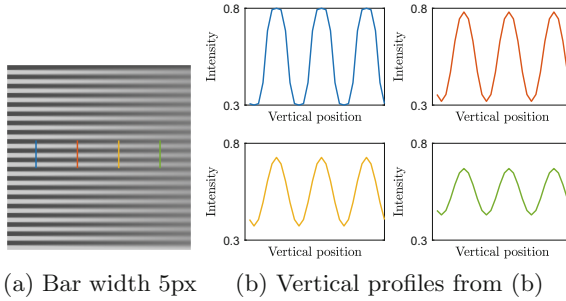 0.8
0.3
Intensity
Vertical position
0.8
0.3
Intensity
Vertical position
0.8
0.3
Intensity
Vertical position
0.8
0.3
Intensity
Vertical position
(a) Bar width 5px
(b) Vertical profiles from (b)